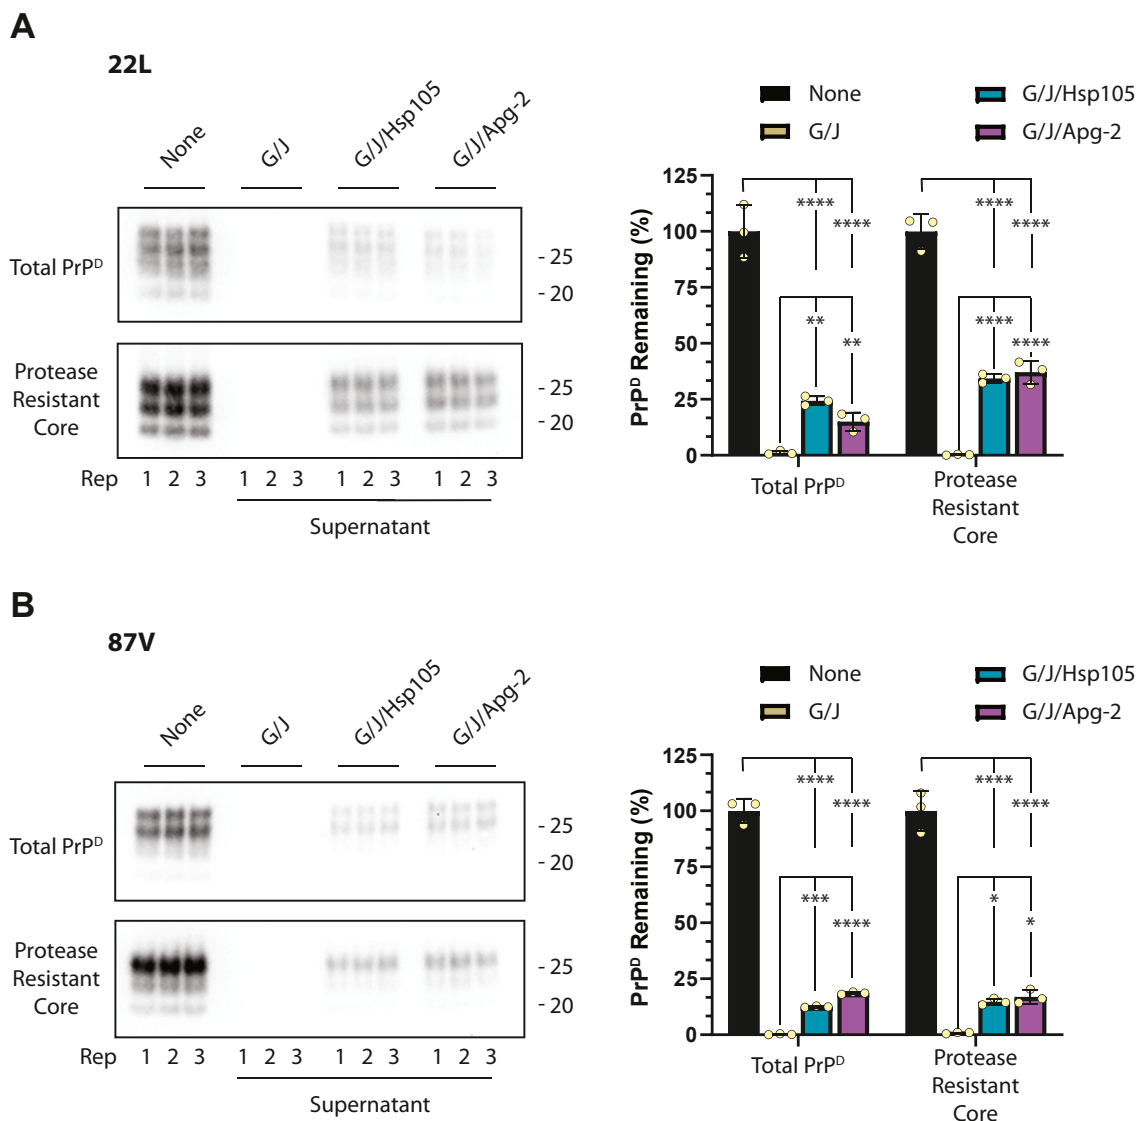 A
22L
None
G/J
G/J/Hsp105
G/J/Apg-2
Total PrPᴰ
- 25
- 20
Protease
Resistant
Core
- 25
- 20
Rep 1 2 3 1 2 3 1 2 3 1 2 3
Supernatant
None
G/J
G/J/Hsp105
G/J/Apg-2
PrPᴰ Remaining (%)
125
100
75
50
25
0
**** **** **** ****
** ** **** ****
Total PrPᴰ
Protease
Resistant
Core
B
87V
None
G/J
G/J/Hsp105
G/J/Apg-2
Total PrPᴰ
- 25
- 20
Protease
Resistant
Core
- 25
- 20
Rep 1 2 3 1 2 3 1 2 3 1 2 3
Supernatant
None
G/J
G/J/Hsp105
G/J/Apg-2
PrPᴰ Remaining (%)
125
100
75
50
25
0
**** **** **** ****
*** **** * *
Total PrPᴰ
Protease
Resistant
Core